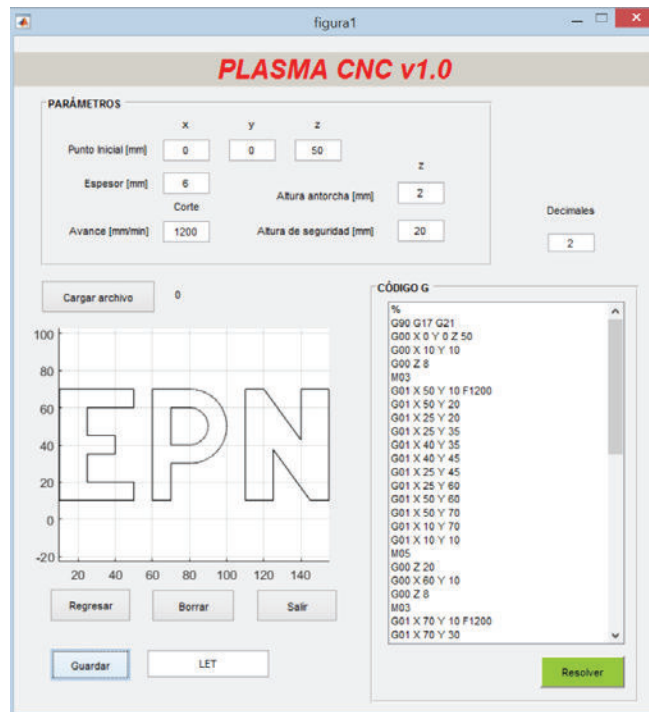 figura1
PLASMA CNC v1.0
PARÁMETROS
x y z
Punto Inicial [mm] 0 0 50
z
Espesor [mm] 6
Altura antorcha [mm] 2
Corte
Avance [mm/min] 1200
Altura de seguridad [mm] 20
Decimales
2
Cargar archivo 0
100
80
60
40
20
0
-20
20 40 60 80 100 120 140
EPN
Regresar Borrar Salir
Guardar LET
CÓDIGO G
%
G90 G17 G21
G00 X 0 Y 0 Z 50
G00 X 10 Y 10
G00 Z 8
M03
G01 X 50 Y 10 F1200
G01 X 50 Y 20
G01 X 25 Y 20
G01 X 25 Y 35
G01 X 40 Y 35
G01 X 40 Y 45
G01 X 25 Y 45
G01 X 25 Y 60
G01 X 50 Y 60
G01 X 50 Y 70
G01 X 10 Y 70
G01 X 10 Y 10
M05
G00 Z 20
G00 X 60 Y 10
G00 Z 8
M03
G01 X 70 Y 10 F1200
G01 X 70 Y 30
Resolver